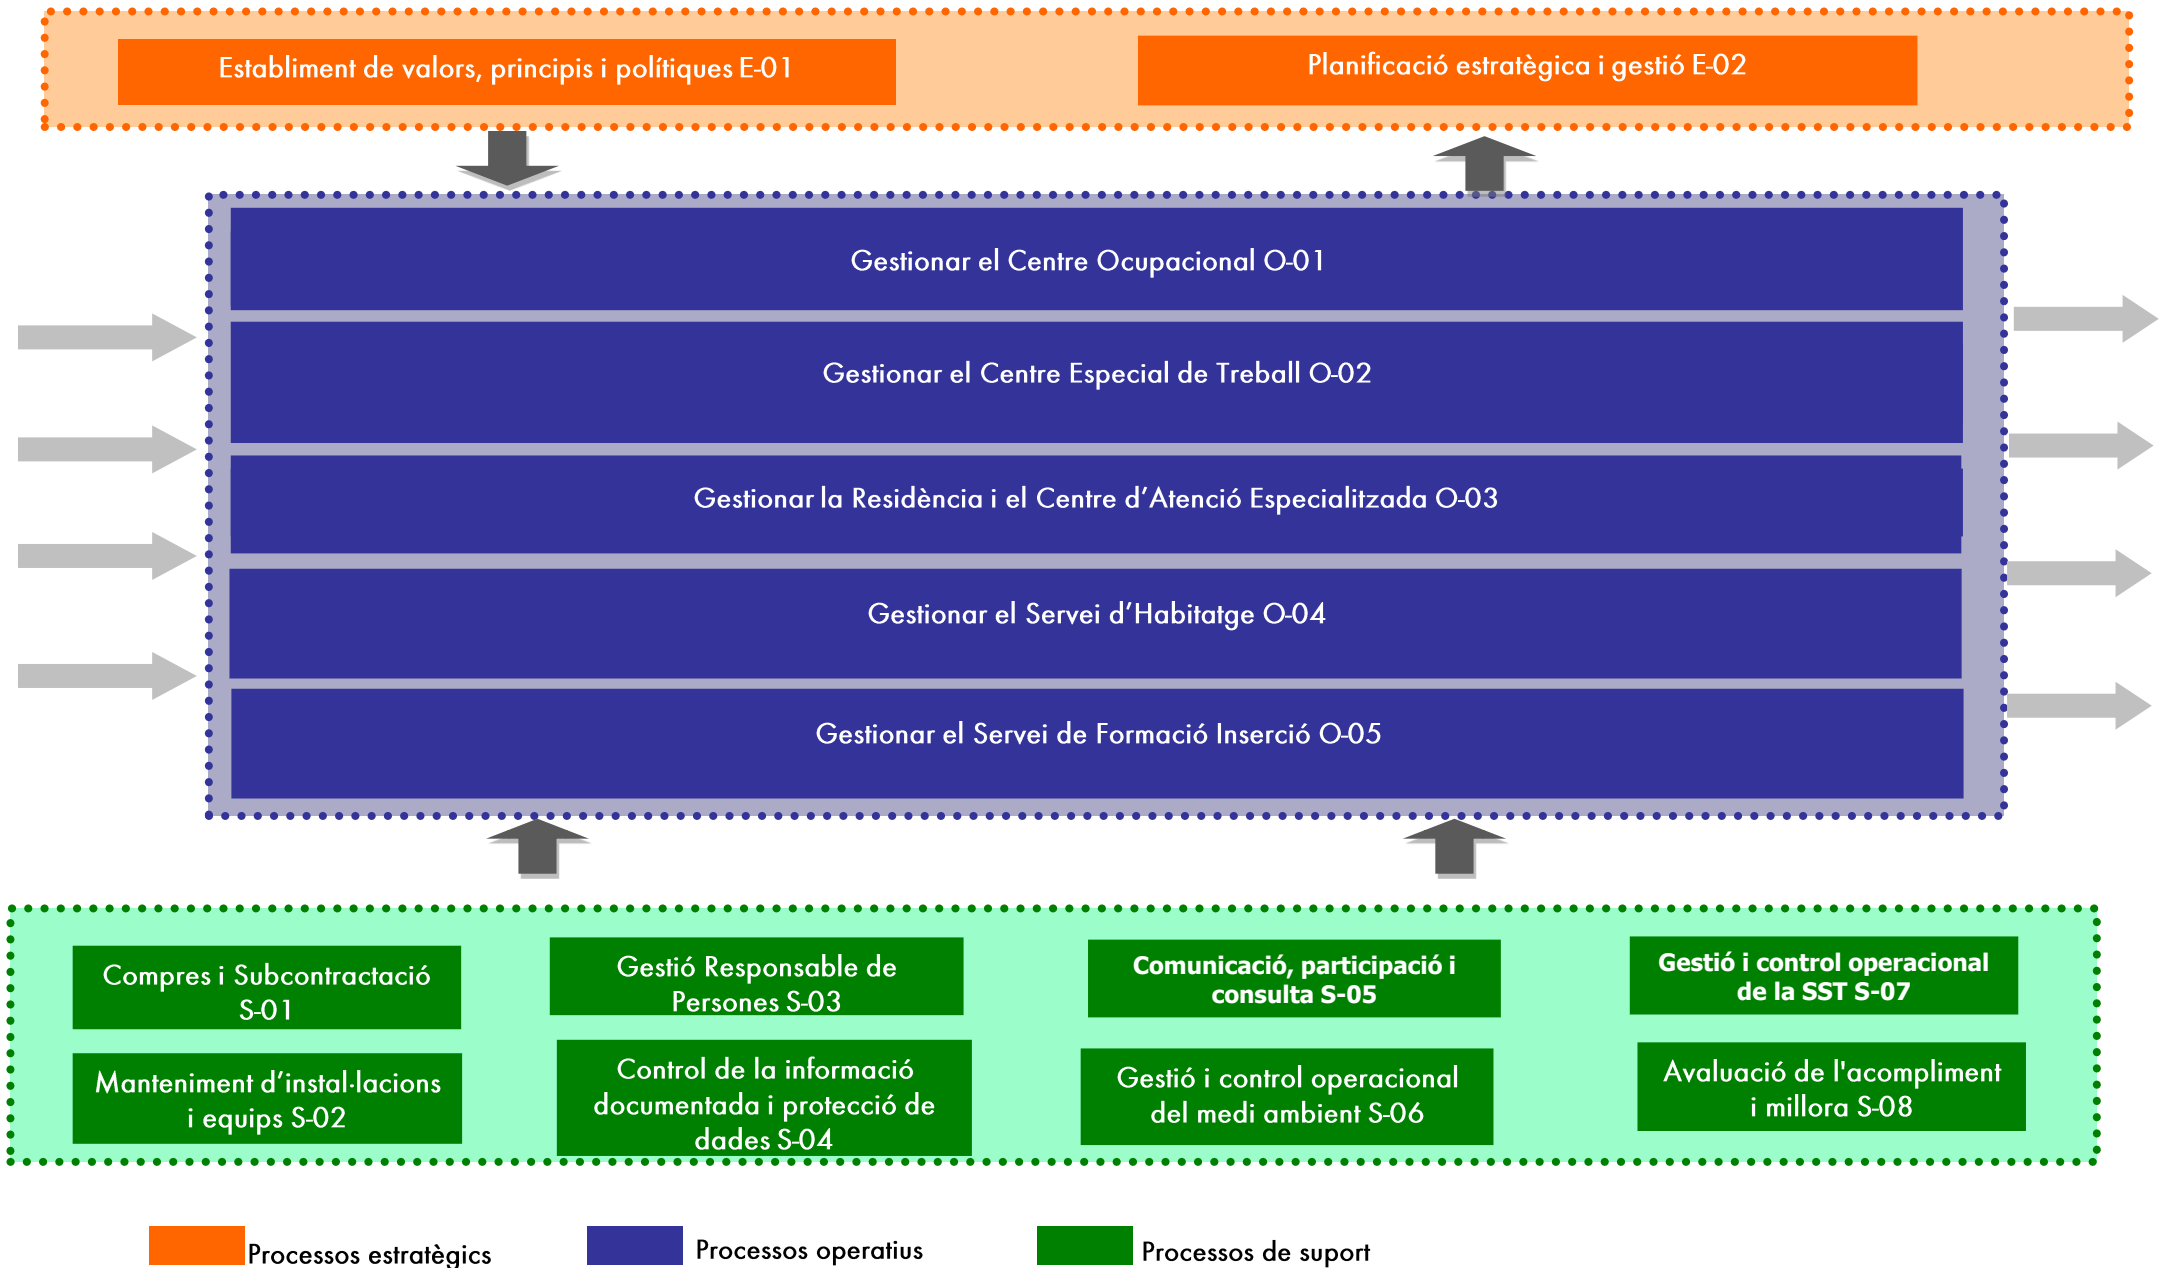 Establiment de valors, principis i polítiques E-01
Planificació estratègica i gestió E-02
Gestionar el Centre Ocupacional O-01
Gestionar el Centre Especial de Treball O-02
Gestionar la Residència i el Centre d’Atenció Especialitzada O-03
Gestionar el Servei d’Habitatge O-04
Gestionar el Servei de Formació Inserció O-05
Compres i Subcontractació
S-01
Gestió Responsable de
Persones S-03
Comunicació, participació i
consulta S-05
Gestió i control operacional
de la SST S-07
Manteniment d’instal·lacions
i equips S-02
Control de la informació
documentada i protecció de
dades S-04
Gestió i control operacional
del medi ambient S-06
Avaluació de l'acompliment
i millora S-08
Processos estratègics
Processos operatius
Processos de suport